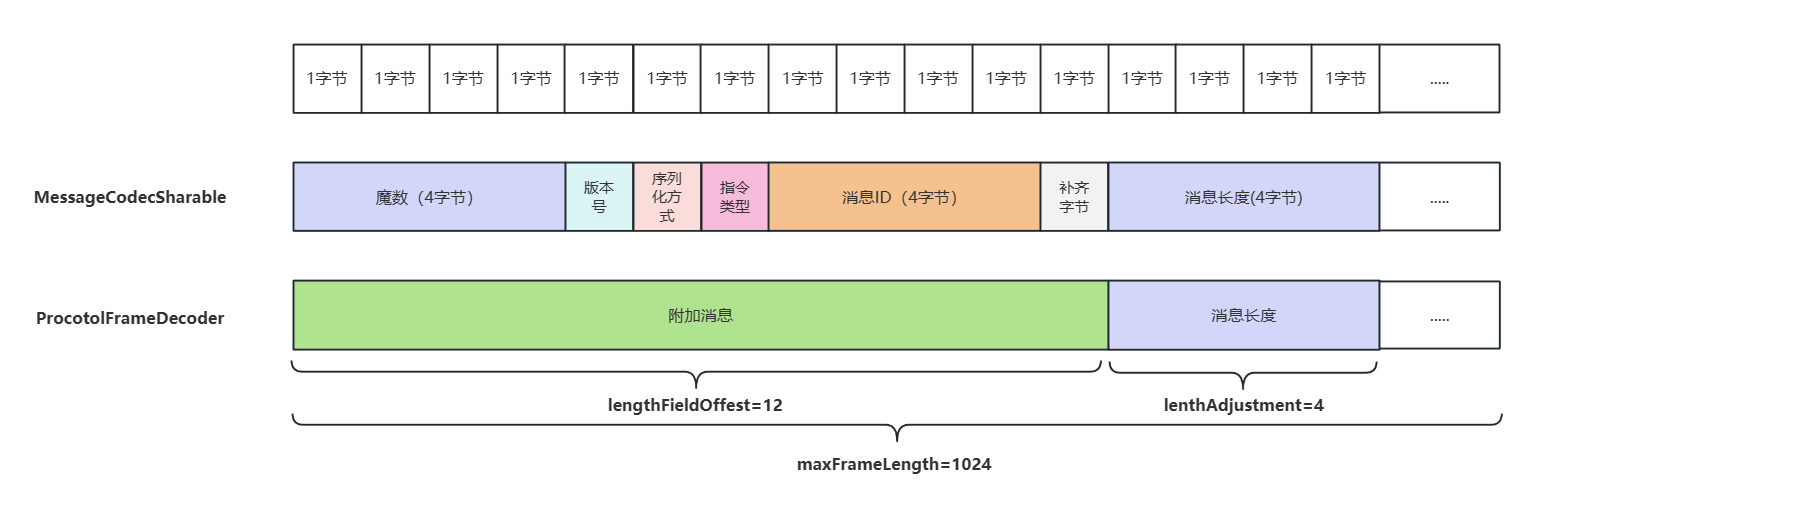 1字节 1字节 1字节 1字节 1字节 1字节 1字节 1字节 1字节 1字节 1字节 1字节 1字节 1字节 1字节 1字节 .....
MessageCodecSharable
魔数（4字节）
版本
号
序列
化方
式
指令
类型
消息ID（4字节）
补齐
字节
消息长度(4字节)
.....
ProcotolFrameDecoder
附加消息
消息长度
.....
lengthFieldOffest=12
lenthAdjustment=4
maxFrameLength=1024